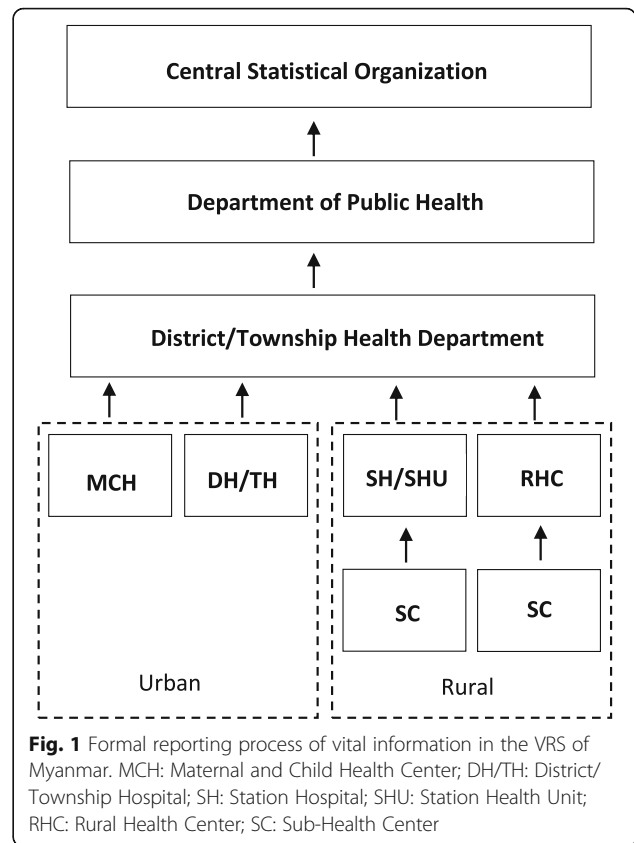 Central Statistical Organization
Department of Public Health
District/Township Health Department
MCH
DH/TH
SH/SHU
RHC
SC
SC
Urban
Rural
Fig. 1 Formal reporting process of vital information in the VRS of
Myanmar. MCH: Maternal and Child Health Center; DH/TH: District/
Township Hospital; SH: Station Hospital; SHU: Station Health Unit;
RHC: Rural Health Center; SC: Sub-Health Center